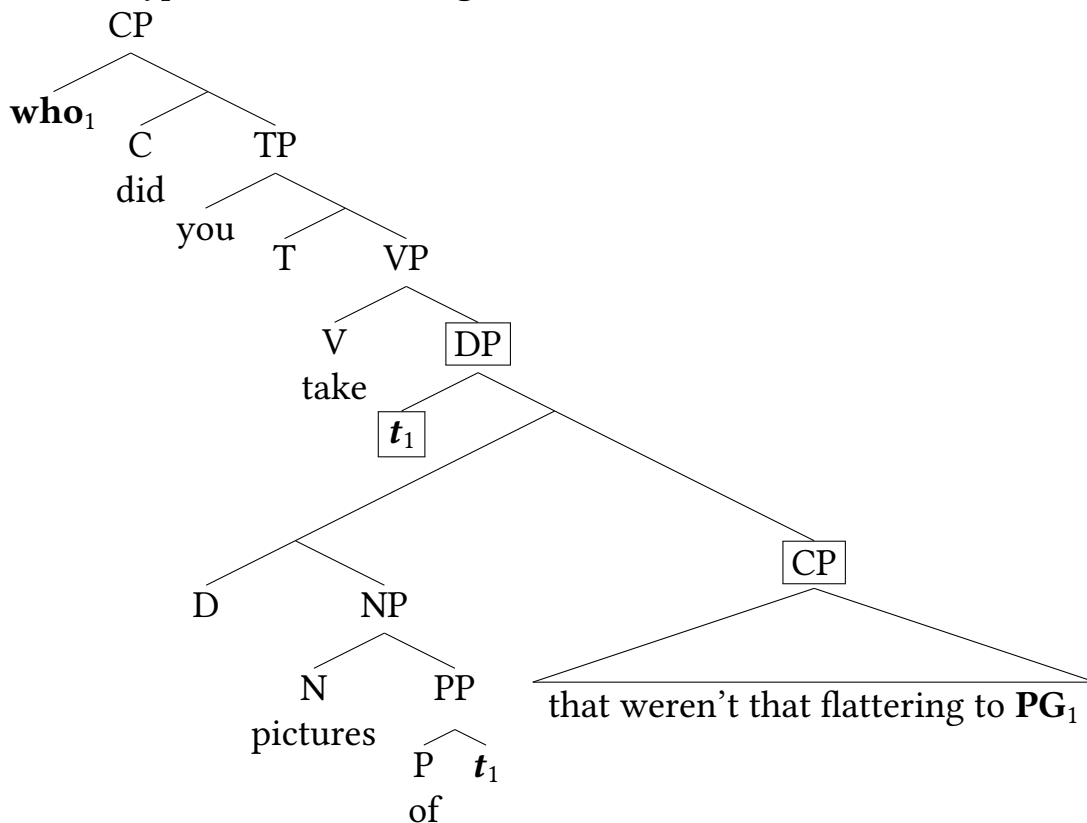 CP
who₁
C TP
did
you
T VP
V DP
take
t₁
CP
D NP
N PP
that weren't that flattering to PG₁
pictures
P t₁
of